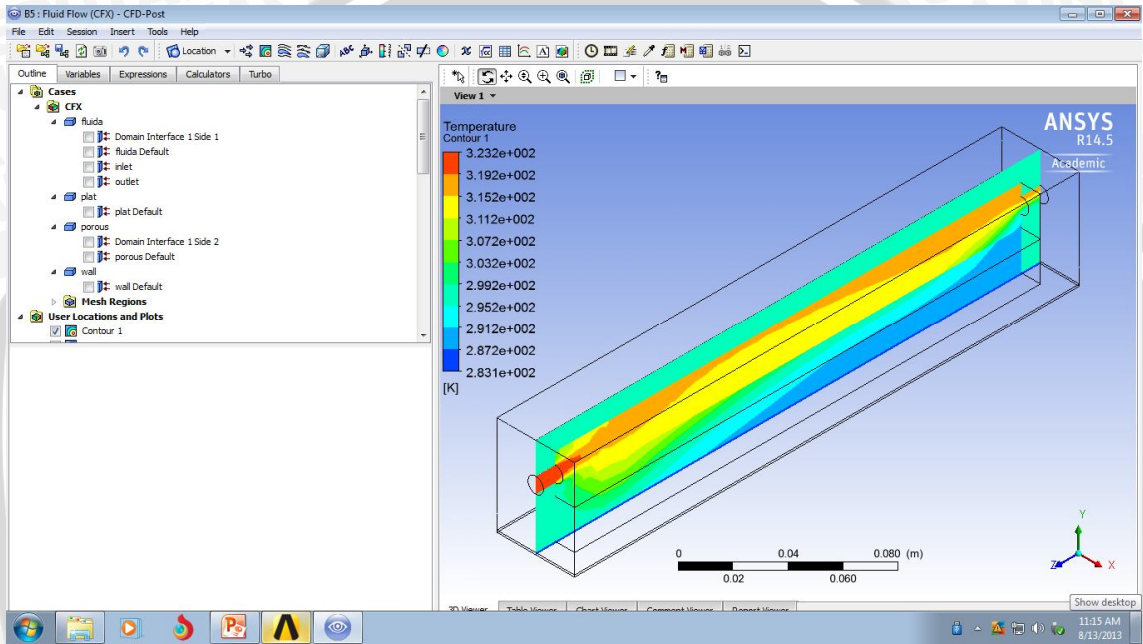 B5 : Fluid Flow (CFX) - CFD-Post
File Edit Session Insert Tools Help
Location
Outline Variables Expressions Calculators Turbo
Cases
CFX
fluida
Domain Interface 1 Side 1
fluida Default
inlet
outlet
plat
plat Default
porous
Domain Interface 1 Side 2
porous Default
wall
wall Default
Mesh Regions
User Locations and Plots
Contour 1
View 1
Temperature
Contour 1
3.232e+002
3.192e+002
3.152e+002
3.112e+002
3.072e+002
3.032e+002
2.992e+002
2.952e+002
2.912e+002
2.872e+002
2.831e+002
[K]
ANSYS
R14.5
Academic
0 0.04 0.080 (m)
0.02 0.060
Y
Z X
3D Viewer Table Viewer Chart Viewer Comment Viewer Report Viewer
Show desktop
11:15 AM
8/13/2013